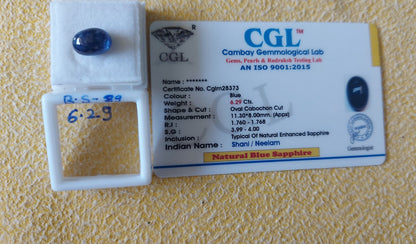 R.S-89
6.29
CGL
CGL™
Cambay Gemmological Lab
Gems, Pearls & Rudraksh Testing Lab
AN ISO 9001:2015
Name : *******
Certificate No. Cglm28373
Colour : Blue
Weight : 6.29 Cts.
Shape & Cut : Oval Cabochon Cut
Measurement : 11.30*8.00mm. (Appx)
R.I : 1.760 - 1.768
S.G : 3.99 - 4.00
Inclusion : Typical Of Natural Enhanced Sapphire
Indian Name : Shani / Neelam
Natural Blue Sapphire
Gemmologist